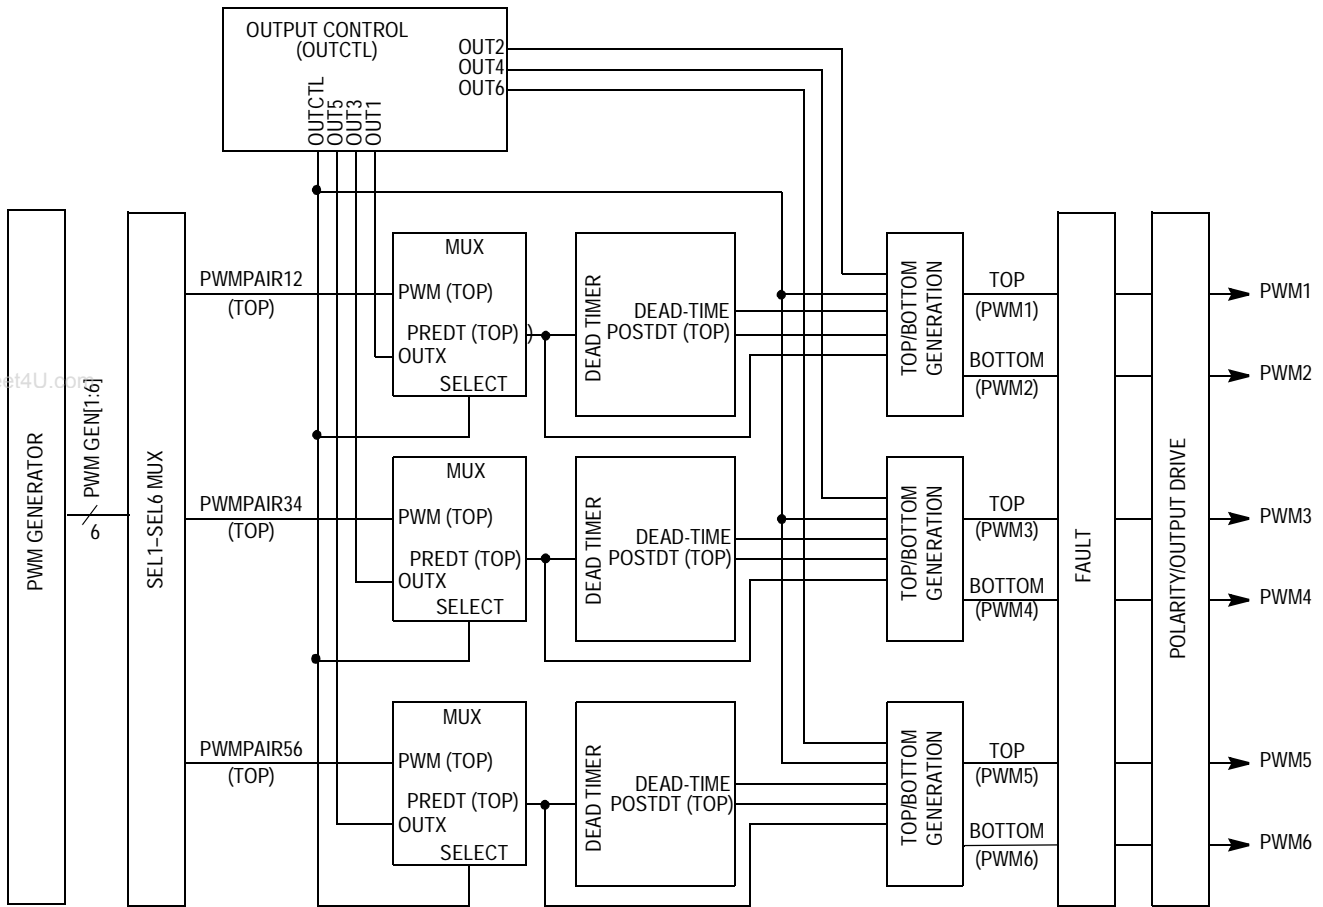 OUTPUT CONTROL
(OUTCTL)
OUT2
OUT4
OUT6
OUTCTL
OUT5
OUT3
OUT1
PWM GENERATOR
PWM GEN[1:6]
6
SEL1–SEL6 MUX
PWMPAIR12
(TOP)
MUX
PWM (TOP)
PREDT (TOP) )
OUTX
SELECT
DEAD TIMER
DEAD-TIME
POSTDT (TOP)
TOP/BOTTOM
GENERATION
TOP
(PWM1)
BOTTOM
(PWM2)
PWM1
PWM2
PWMPAIR34
(TOP)
MUX
PWM (TOP)
PREDT (TOP)
OUTX
SELECT
DEAD TIMER
DEAD-TIME
POSTDT (TOP)
TOP/BOTTOM
GENERATION
TOP
(PWM3)
BOTTOM
(PWM4)
FAULT
POLARITY/OUTPUT DRIVE
PWM3
PWM4
PWMPAIR56
(TOP)
MUX
PWM (TOP)
PREDT (TOP)
OUTX
SELECT
DEAD TIMER
DEAD-TIME
POSTDT (TOP)
TOP/BOTTOM
GENERATION
TOP
(PWM5)
BOTTOM
(PWM6)
PWM5
PWM6
et4U.com